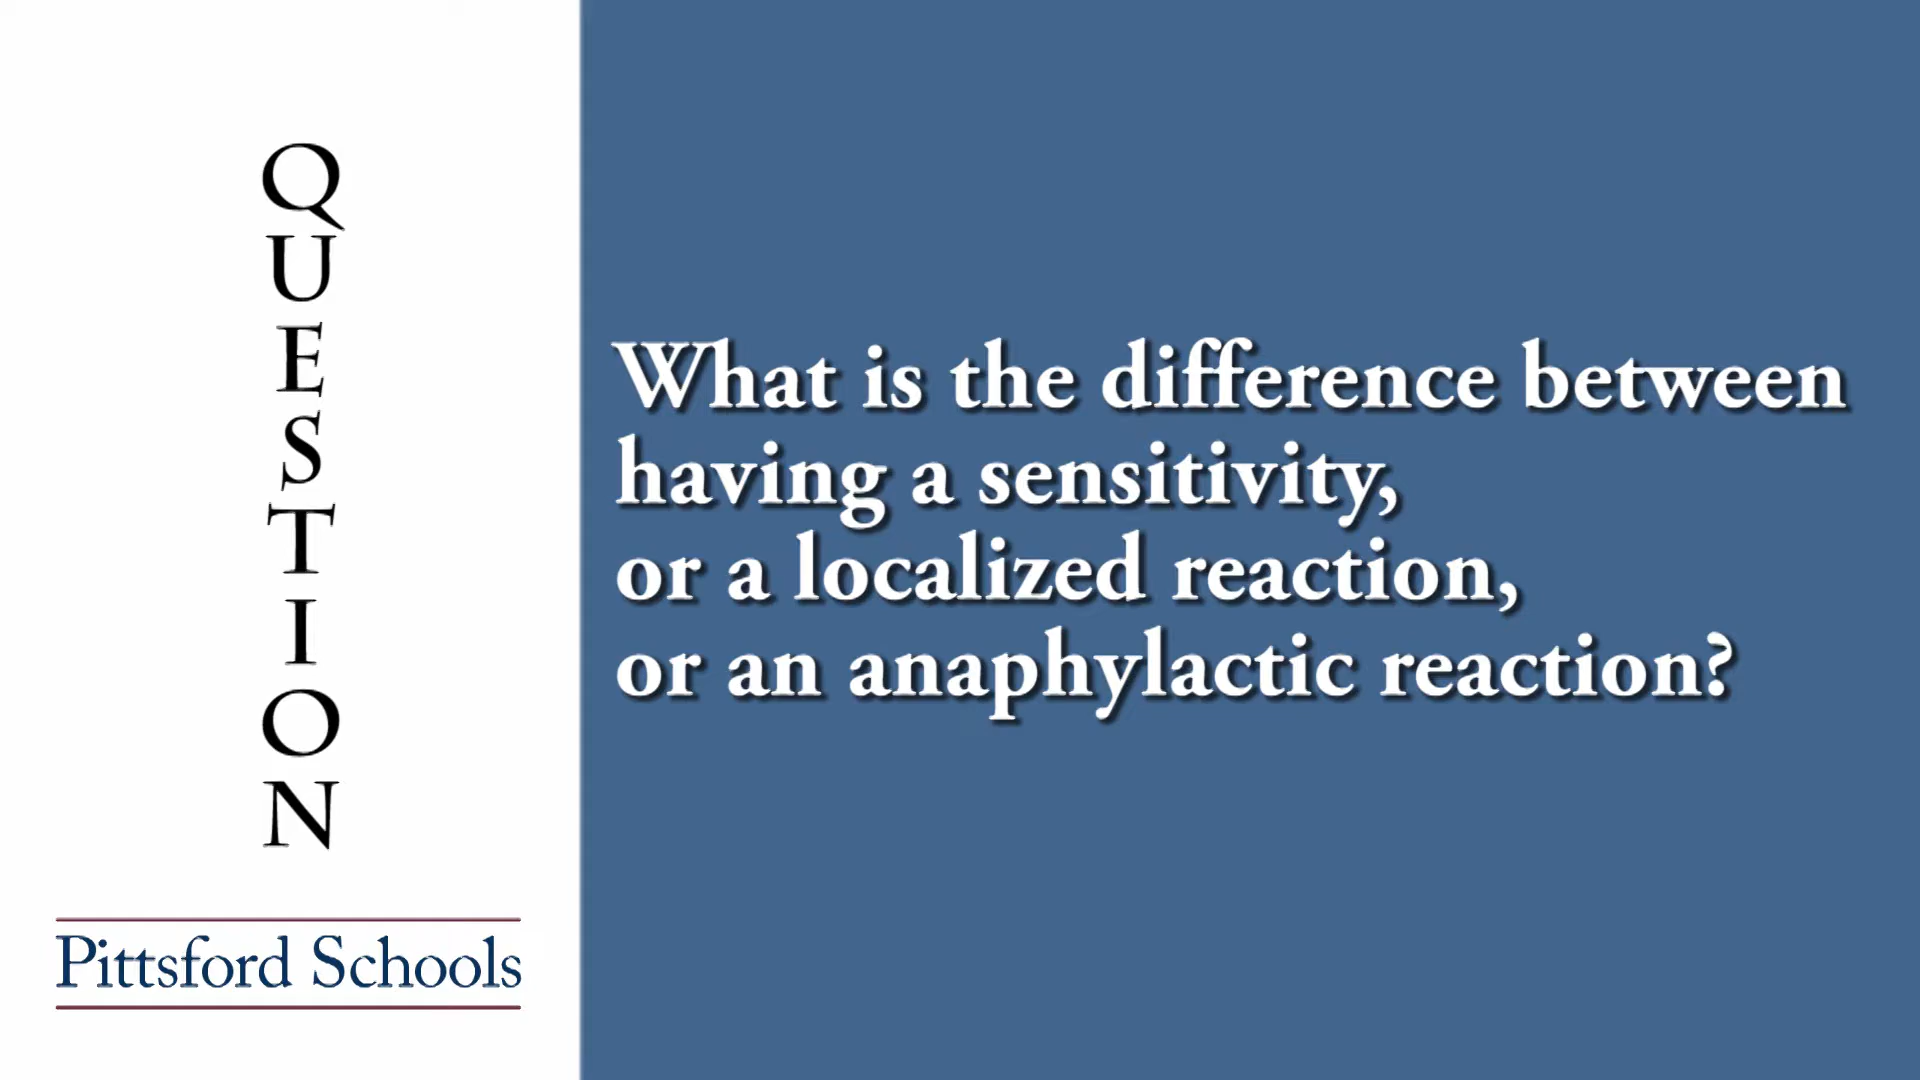 QUESTION
Pittsford Schools
What is the difference between
having a sensitivity,
or a localized reaction,
or an anaphylactic reaction?